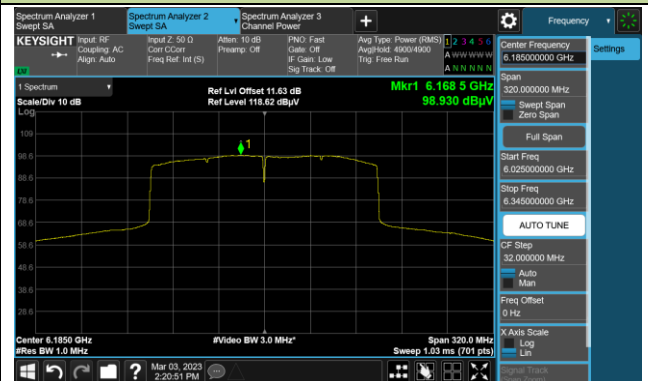 Spectrum Analyzer 1
Swept SA
Spectrum Analyzer 2
Swept SA
Spectrum Analyzer 3
Channel Power
+
Frequency
KEYSIGHT
Input: RF
Coupling: AC
Align: Auto
Input Z: 50 Ω
Corr CCorr
Freq Ref: Int (S)
Atten: 10 dB
Preamp: Off
PNO: Fast
Gate: Off
IF Gain: Low
Sig Track: Off
Avg Type: Power (RMS)
Avg|Hold: 4900/4900
Trig: Free Run
1 2 3 4 5 6
A W W W W W
A N N N N N
1 Spectrum
Scale/Div 10 dB
Log
Ref Lvl Offset 11.63 dB
Ref Level 118.62 dBµV
Mkr1 6.168 5 GHz
98.930 dBµV
109
98.6
88.6
78.6
68.6
58.6
48.6
38.6
28.6
1
Center 6.1850 GHz
#Res BW 1.0 MHz
#Video BW 3.0 MHz*
Span 320.0 MHz
Sweep 1.03 ms (701 pts)
Mar 03, 2023
2:20:51 PM
Settings
Center Frequency
6.185000000 GHz
Span
320.000000 MHz
Swept Span
Zero Span
Full Span
Start Freq
6.025000000 GHz
Stop Freq
6.345000000 GHz
AUTO TUNE
CF Step
32.000000 MHz
Auto
Man
Freq Offset
0 Hz
X Axis Scale
Log
Lin
Signal Track
(Span Zoom)